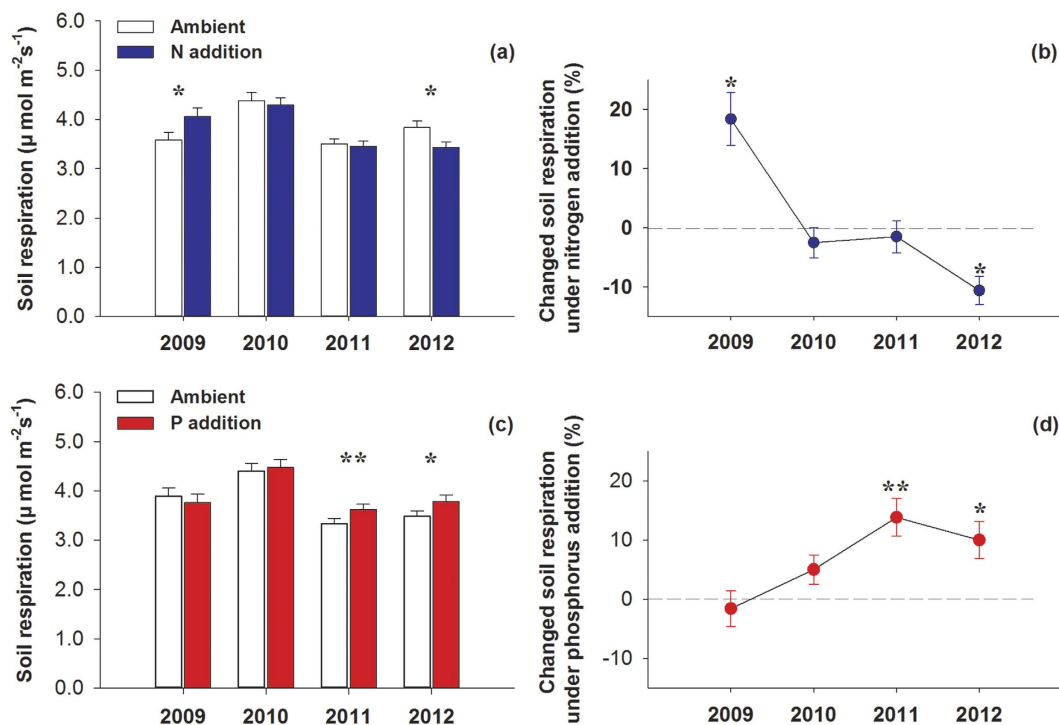 Soil respiration (μ mol m⁻²s⁻¹)
6.0
5.0
4.0
3.0
2.0
1.0
0.0
Ambient
N addition
(a)
*
*
2009 2010 2011 2012
Changed soil respiration
under nitrogen addition (%)
20
10
0
-10
(b)
*
*
2009 2010 2011 2012
Soil respiration (μ mol m⁻²s⁻¹)
6.0
5.0
4.0
3.0
2.0
1.0
0.0
Ambient
P addition
(c)
**
*
2009 2010 2011 2012
Changed soil respiration
under phosphorus addition (%)
20
10
0
-10
(d)
**
*
2009 2010 2011 2012